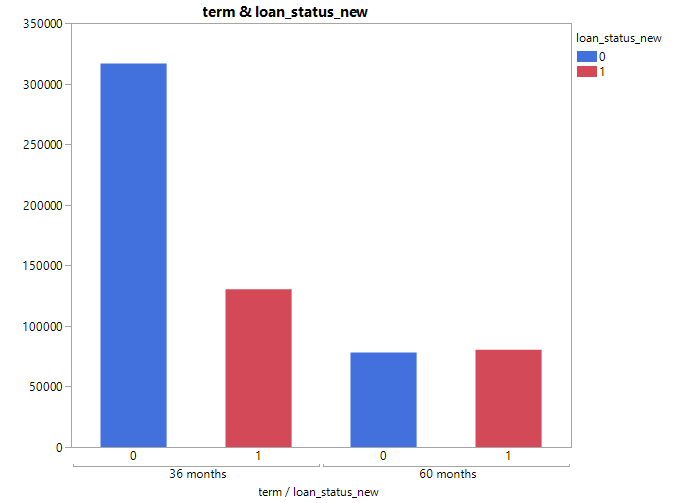 term & loan_status_new
350000
300000
250000
200000
150000
100000
50000
0
0 1 0 1
36 months 60 months
term / loan_status_new
loan_status_new
0
1